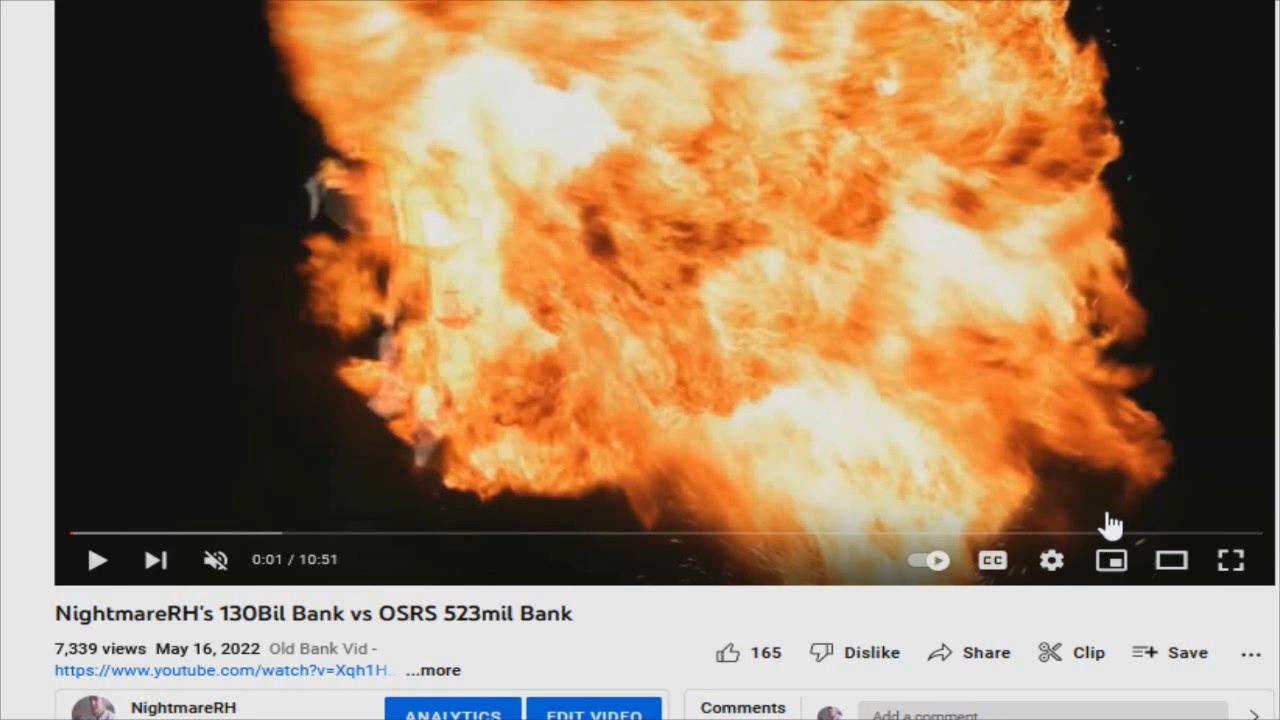 0:01 / 10:51
CC
NightmareRH's 130Bil Bank vs OSRS 523mil Bank
7,339 views May 16, 2022 Old Bank Vid -
165 Dislike Share Clip Save ...
https://www.youtube.com/watch?v=Xqh1H... ...more
NightmareRH
ANALYTICS EDIT VIDEO
Comments
Add a comment